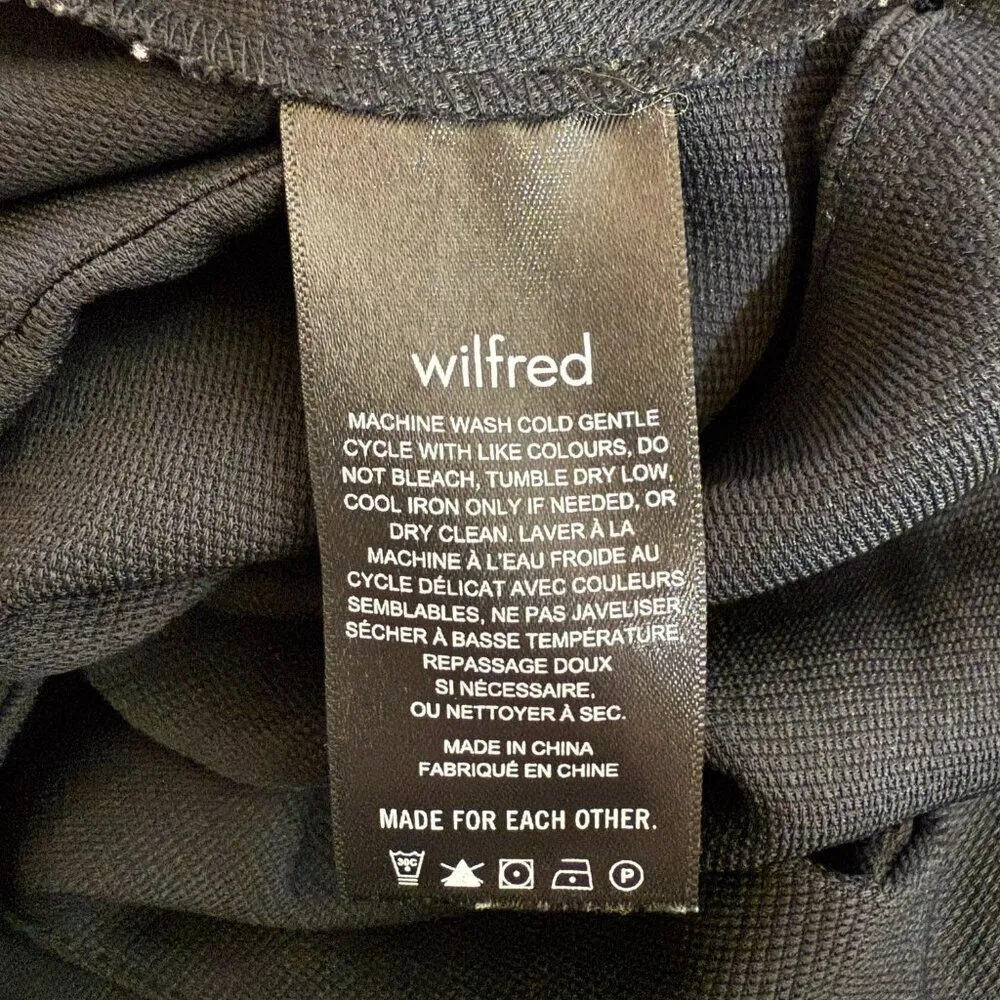 wilfred
MACHINE WASH COLD GENTLE
CYCLE WITH LIKE COLOURS, DO
NOT BLEACH, TUMBLE DRY LOW,
COOL IRON ONLY IF NEEDED, OR
DRY CLEAN. LAVER À LA
MACHINE À L'EAU FROIDE AU
CYCLE DÉLICAT AVEC COULEURS
SEMBLABLES, NE PAS JAVELISER,
SÉCHER À BASSE TEMPÉRATURE,
REPASSAGE DOUX
SI NÉCESSAIRE,
OU NETTOYER À SEC.
MADE IN CHINA
FABRIQUÉ EN CHINE
MADE FOR EACH OTHER.
30C P